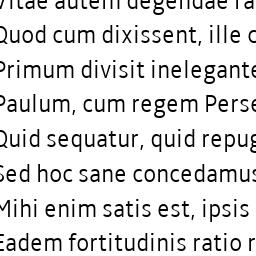 Vitae autem degendae ra
Quod cum dixissent, ille c
Primum divisit inelegante
Paulum, cum regem Perse
Quid sequatur, quid repug
Sed hoc sane concedamus
Mihi enim satis est, ipsis
Eadem fortitudinis ratio r